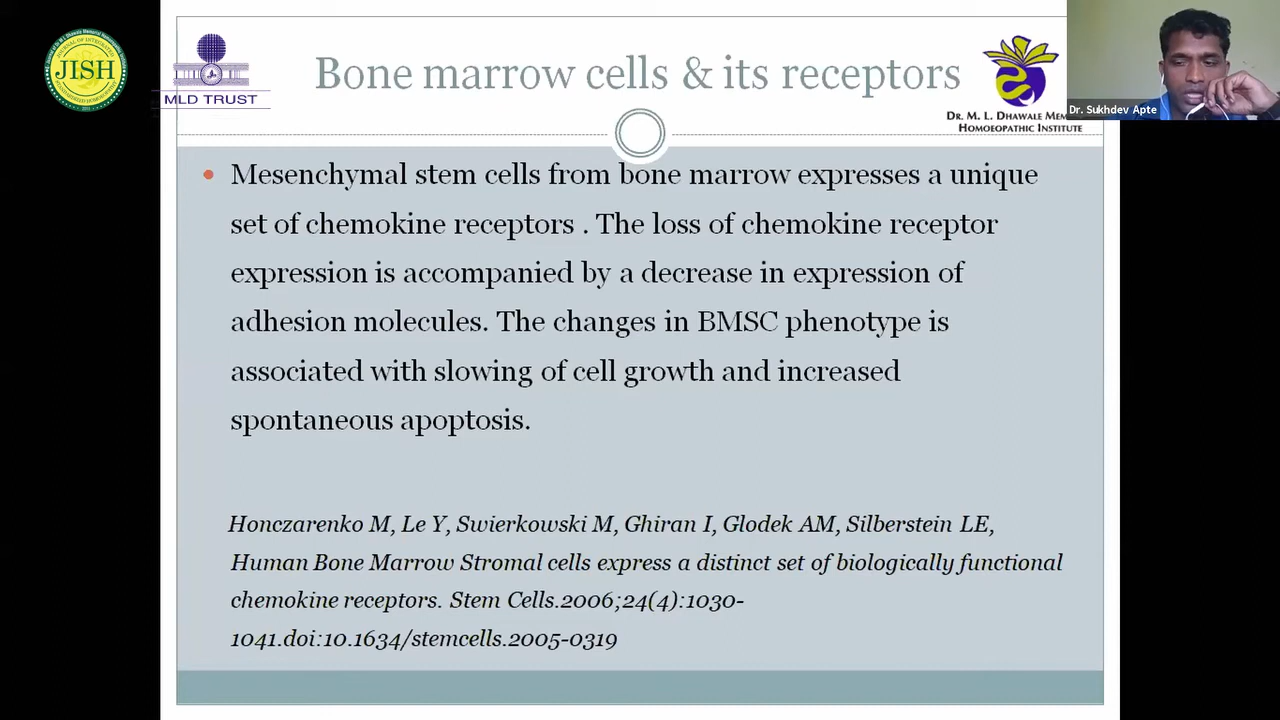 JISH
MLD TRUST
Bone marrow cells & its receptors
DR. M. L. DHAWALE MEM
HOMOEOPATHIC INSTITUTE
Dr. Sukhdev Apte
Mesenchymal stem cells from bone marrow expresses a unique
set of chemokine receptors . The loss of chemokine receptor
expression is accompanied by a decrease in expression of
adhesion molecules. The changes in BMSC phenotype is
associated with slowing of cell growth and increased
spontaneous apoptosis.
Honczarenko M, Le Y, Swierkowski M, Ghiran I, Glodek AM, Silberstein LE,
Human Bone Marrow Stromal cells express a distinct set of biologically functional
chemokine receptors. Stem Cells.2006;24(4):1030-
1041.doi:10.1634/stemcells.2005-0319